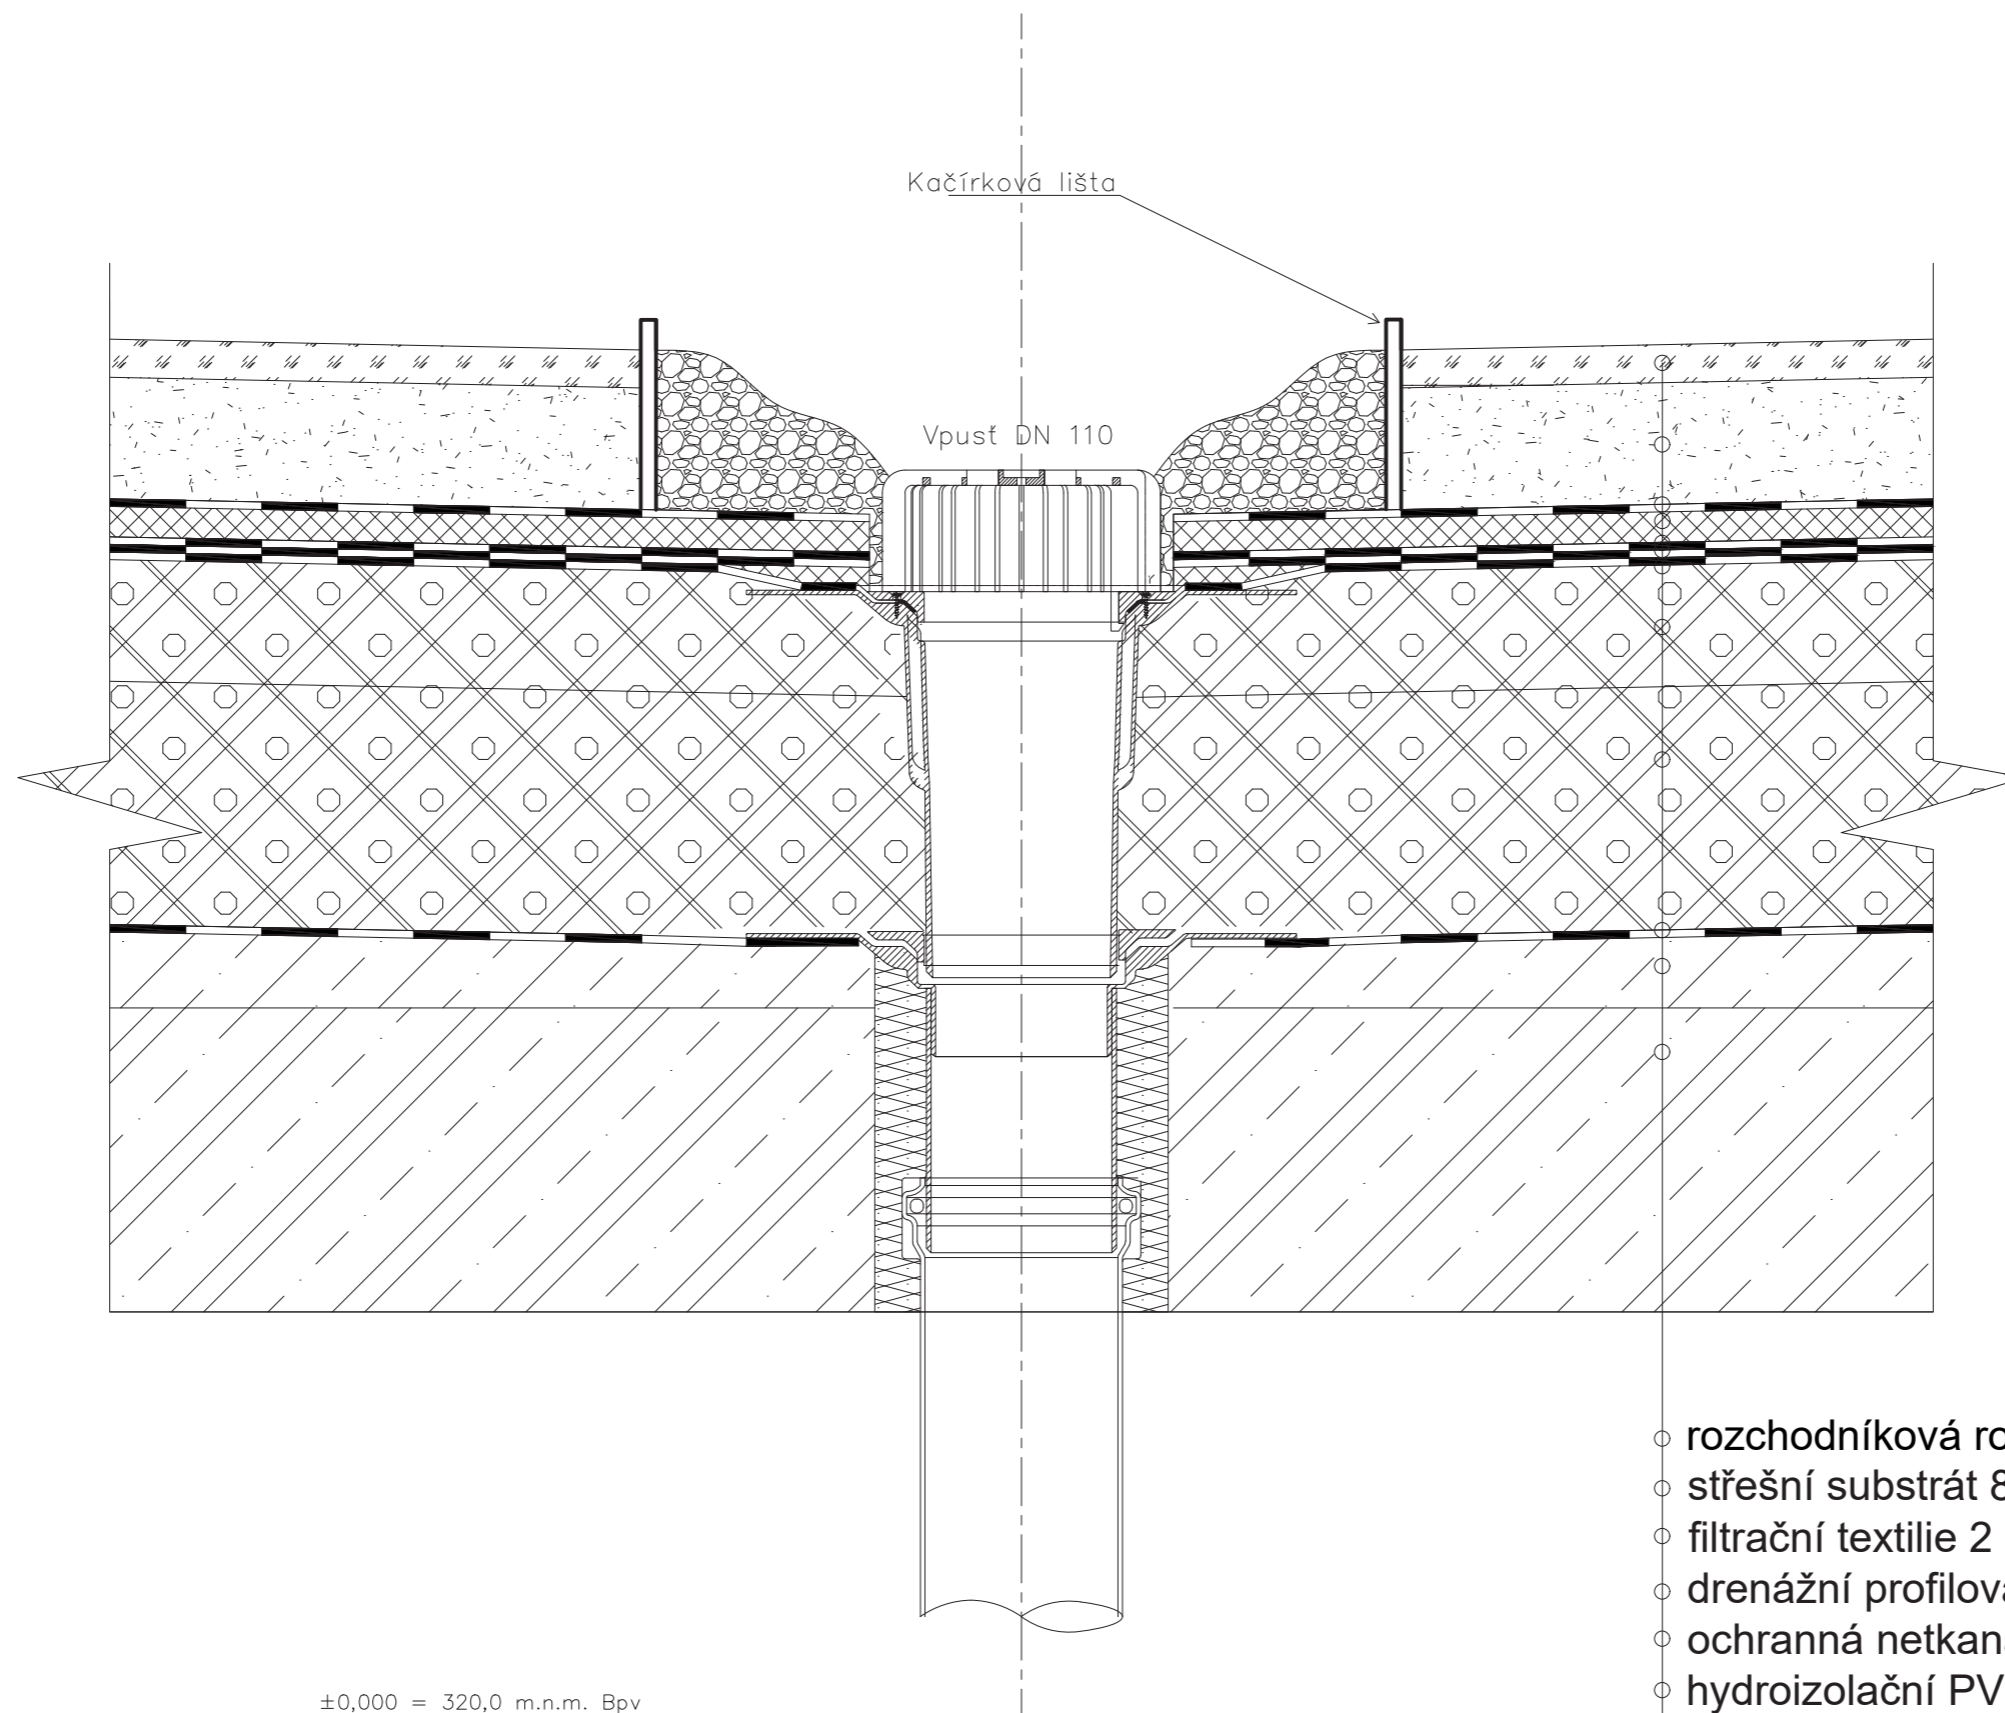 Kačírková lišta
Vpusť DN 110
rozchodníková ro
střešní substrát 8
filtrační textilie 2
drenážní profilova
ochranná netkaná
hydroizolační PV
±0,000 = 320,0 m.n.m. Bpv